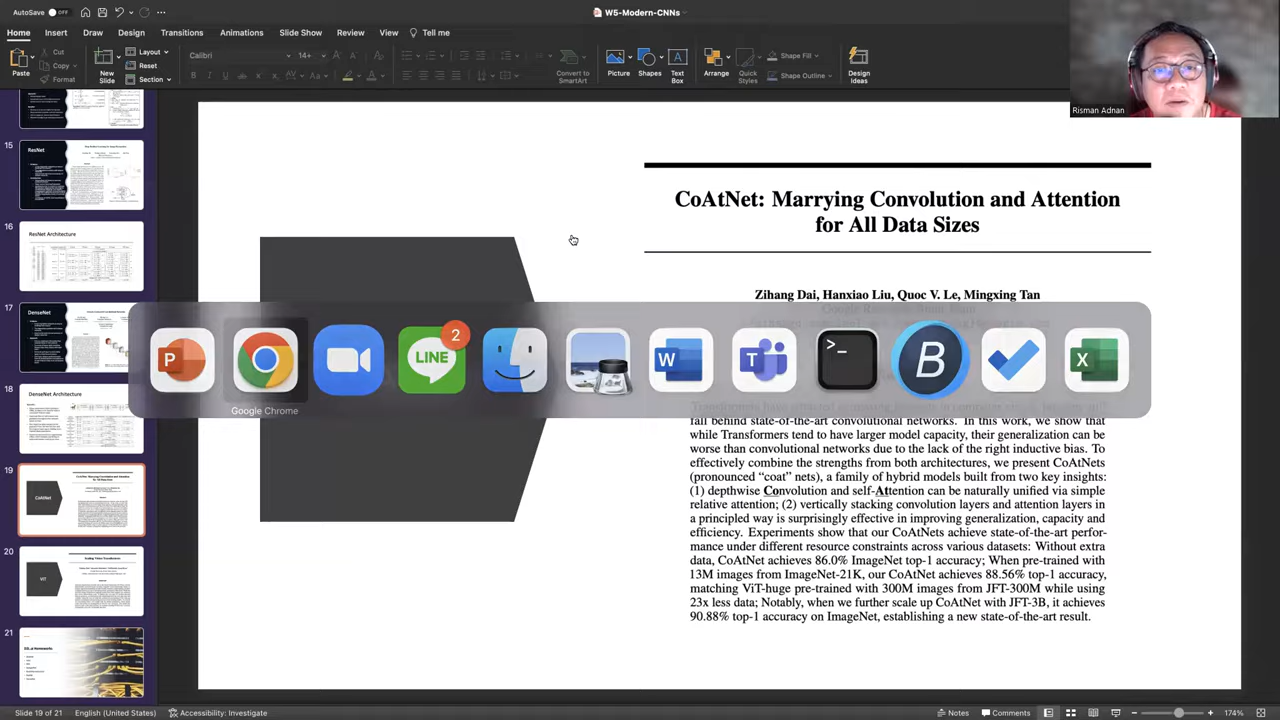 AutoSave OFF
W5-Modern-CNNs
Home Insert Draw Design Transitions Animations Slide Show Review View Tell me
Paste
Cut
Copy
Format
New Slide
Layout
Reset
Section
Calibri 14+
Convert to SmartArt
Picture
Shapes
Text Box
Arrange
Quick Styles
Shape Fill
Shape Outline
Design Ideas
Risman Adnan
15
ResNet
16
ResNet Architecture
17
DenseNet
18
DenseNet Architecture
19
CoAtNet
20
ViT
21
CoAtNet: Marrying Convolution and Attention
for All Data Sizes
Zihang Dai, Hanxiao Liu, Quoc V. Le, Mingxing Tan
P
LINE
2
W
T
>_
B
X
Google Chrome
fall behind state-of-the-art convolutional networks. In this work, we show that
while Transformers tend to have larger model capacity, their generalization can be
worse than convolutional networks due to the lack of the right inductive bias. To
effectively combine the strengths from both architectures, we present CoAtNets
(pronounced “coat” nets), a family of hybrid models built from two key insights:
(1) depthwise Convolution and self-Attention can be naturally unified via simple
relative attention; (2) vertically stacking convolution layers and attention layers in
a principled way is surprisingly effective in improving generalization, capacity and
efficiency. Experiments show that our CoAtNets achieve state-of-the-art perfor-
mance under different resource constraints across various datasets: Without extra
data, CoAtNet achieves 86.0% ImageNet top-1 accuracy; When pre-trained with
13M images from ImageNet-21K, our CoAtNet achieves 88.56% top-1 accuracy,
matching ViT-huge pre-trained with 300M images from JFT-300M while using
23x less data; Notably, when we further scale up CoAtNet with JFT-3B, it achieves
90.88% top-1 accuracy on ImageNet, establishing a new state-of-the-art result.
Slide 19 of 21 English (United States) Accessibility: Investigate Notes Comments 174%